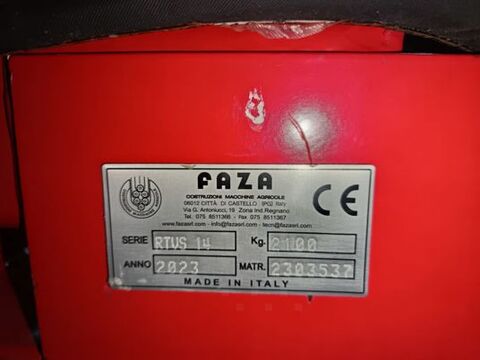 FAZA
COSTRUZIONI MACCHINE AGRICOLE
06012 CITTÀ DI CASTELLO (PG) Italy
Via G. Antoniucci, 19 Zona Ind.Regnano
Tel. 075 8511366 - Fax 075 8511367
www.fazasrl.com - info@fazasrl.com - tecn@fazasrl.com
CE
SERIE RTVS 14 Kg. 2100
ANNO 2023 MATR. 2303537
MADE IN ITALY